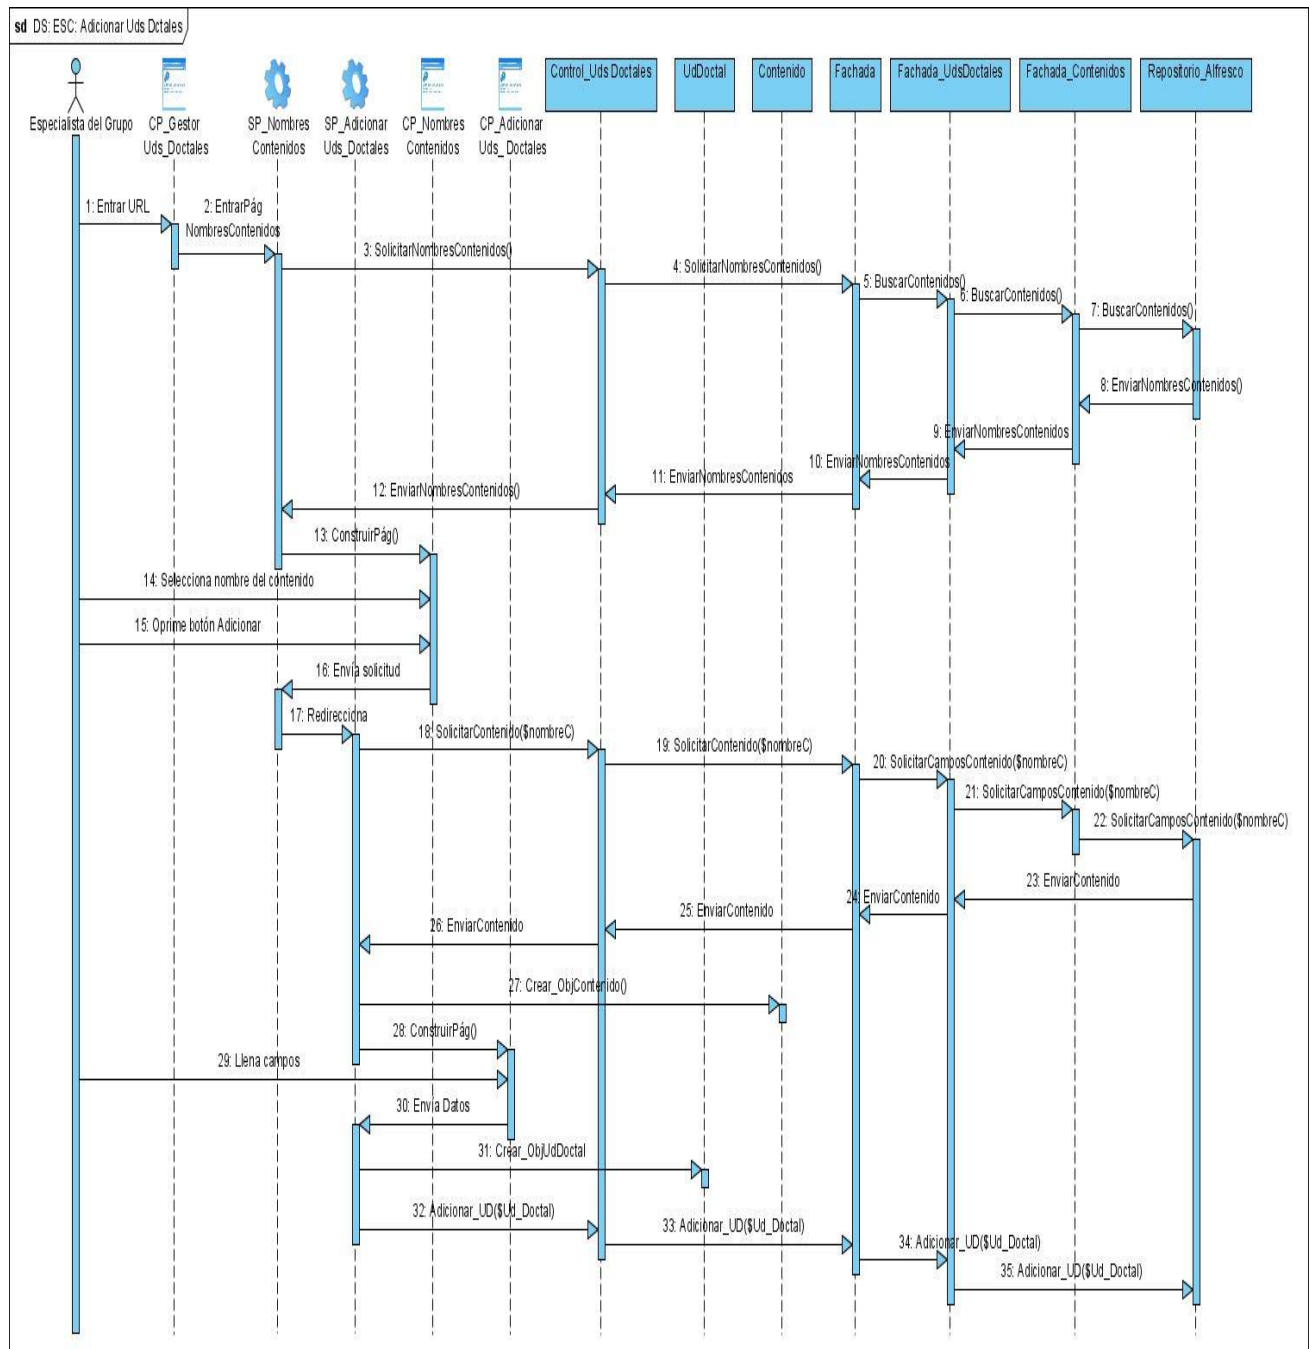 sd DS: ESC: Adicionar Uds Dctales
Especialista del Grupo
CP_Gestor
Uds_Doctales
SP_Nombres
Contenidos
SP_Adicionar
Uds_Doctales
CP_Nombres
Contenidos
CP_Adicionar
Uds_ Doctales
Control_Uds Doctales
UdDoctal
Contenido
Fachada
Fachada_UdsDoctales
Fachada_Contenidos
Repositorio_Alfresco
1: Entrar URL
2: EntrarPág
NombresContenidos
3: SolicitarNombresContenidos()
4: SolicitarNombresContenidos()
5: BuscarContenidos()
6: BuscarContenidos()
7: BuscarContenidos()
8: EnviarNombresContenidos()
9: EnviarNombresContenidos
10: EnviarNombresContenidos
11: EnviarNombresContenidos
12: EnviarNombresContenidos()
13: ConstruirPág()
14: Selecciona nombre del contenido
15: Oprime botón Adicionar
16: Envía solicitud
17: Redirecciona
18: SolicitarContenido($nombreC)
19: SolicitarContenido($nombreC)
20: SolicitarCamposContenido($nombreC)
21: SolicitarCamposContenido($nombreC)
22: SolicitarCamposContenido($nombreC)
23: EnviarContenido
24: EnviarContenido
25: EnviarContenido
26: EnviarContenido
27: Crear_ObjContenido()
28: ConstruirPág()
29: Llena campos
30: Envía Datos
31: Crear_ObjUdDoctal
32: Adicionar_UD($Ud_Doctal)
33: Adicionar_UD($Ud_Doctal)
34: Adicionar_UD($Ud_Doctal)
35: Adicionar_UD($Ud_Doctal)